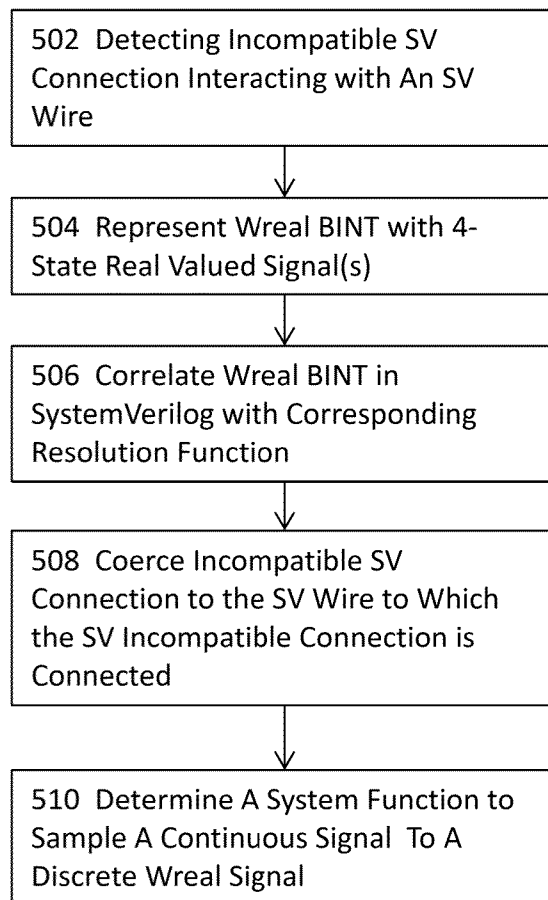 502 Detecting Incompatible SV
Connection Interacting with An SV
Wire
504 Represent Wreal BINT with 4-
State Real Valued Signal(s)
506 Correlate Wreal BINT in
SystemVerilog with Corresponding
Resolution Function
508 Coerce Incompatible SV
Connection to the SV Wire to Which
the SV Incompatible Connection is
Connected
510 Determine A System Function to
Sample A Continuous Signal To A
Discrete Wreal Signal